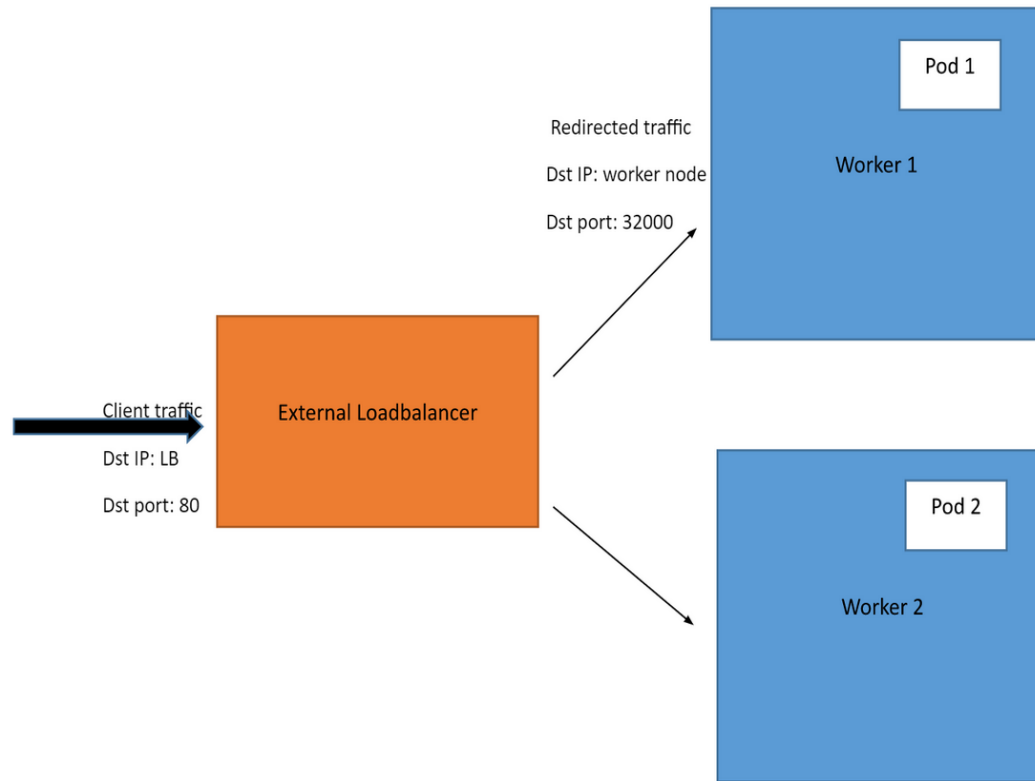 Pod 1
Redirected traffic
Dst IP: worker node
Dst port: 32000
Worker 1
Client traffic
Dst IP: LB
Dst port: 80
External Loadbalancer
Pod 2
Worker 2